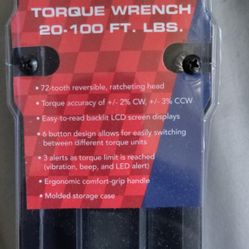 TORQUE WRENCH
20-100 FT. LBS.
• 72-tooth reversible, ratcheting head
• Torque accuracy of +/- 2% CW, +/- 3% CCW
• Easy-to-read backlit LCD screen displays
• 6 button design allows for easily switching
between different torque units
• 3 alerts as torque limit is reached
(vibration, beep, and LED alert)
• Ergonomic comfort-grip handle
• Molded storage case